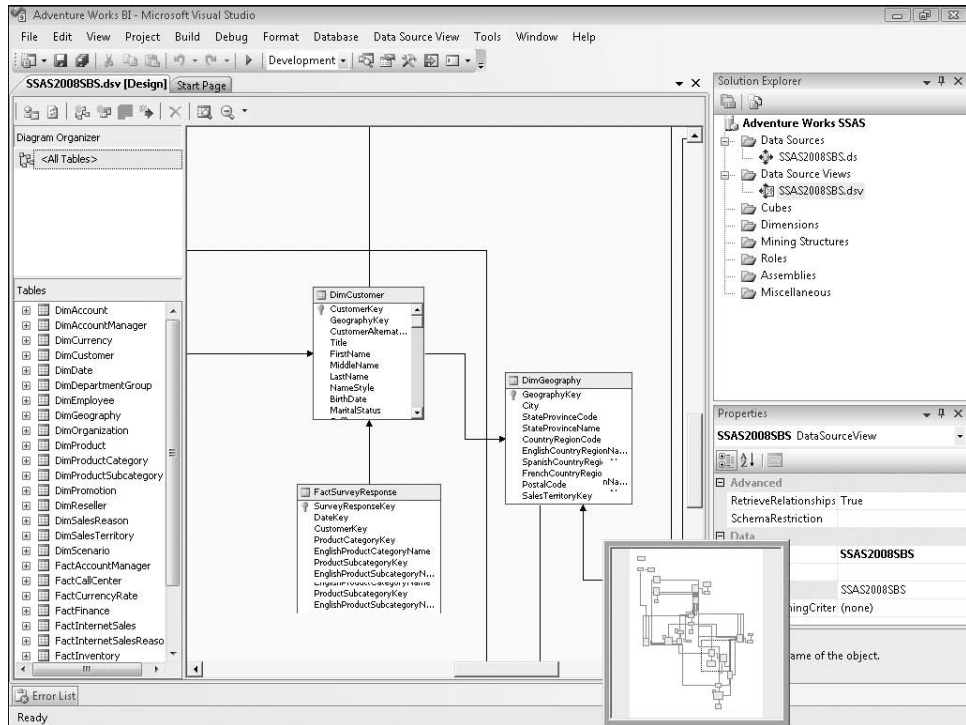 Adventure Works BI - Microsoft Visual Studio
File Edit View Project Build Debug Format Database Data Source View Tools Window Help
Development
SSAS2008SBS.dsv [Design] Start Page
Diagram Organizer
<All Tables>
Tables
DimAccount
DimAccountManager
DimCurrency
DimCustomer
DimDate
DimDepartmentGroup
DimEmployee
DimGeography
DimOrganization
DimProduct
DimProductCategory
DimProductSubcategory
DimPromotion
DimReseller
DimSalesReason
DimSalesTerritory
DimScenario
FactAccountManager
FactCallCenter
FactCurrencyRate
FactFinance
FactInternetSales
FactInternetSalesReaso
FactInventory
DimCustomer
CustomerKey
GeographyKey
CustomerAlternat...
Title
FirstName
MiddleName
LastName
NameStyle
BirthDate
MaritalStatus
FactSurveyResponse
SurveyResponseKey
DateKey
CustomerKey
ProductCategoryKey
EnglishProductCategoryName
ProductSubcategoryKey
EnglishProductSubcategoryN...
ProductSubcategoryKey
EnglishProductSubcategoryN...
DimGeography
GeographyKey
City
StateProvinceCode
StateProvinceName
CountryRegionCode
EnglishCountryRegionNa...
SpanishCountryRegi
FrenchCountryRegio
PostalCode nNa...
SalesTerritoryKey
Solution Explorer
Adventure Works SSAS
Data Sources
SSAS2008SBS.ds
Data Source Views
SSAS2008SBS.dsv
Cubes
Dimensions
Mining Structures
Roles
Assemblies
Miscellaneous
Properties
SSAS2008SBS DataSourceView
Advanced
RetrieveRelationships True
SchemaRestriction
Data
SSAS2008SBS
SSAS2008SBS
ningCriter (none)
ame of the object.
Error List
Ready